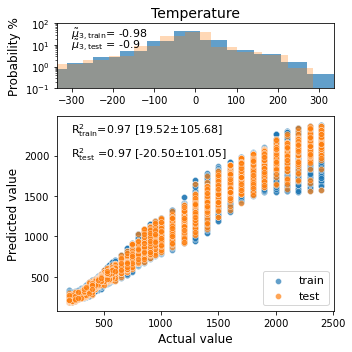 Temperature
Probability %
10²
10¹
10⁰
10⁻¹
μ̃₃,train = -0.98
μ̃₃,test = -0.9
−300 −200 −100 0 100 200 300
R²train=0.97 [19.52±105.68]
R²test =0.97 [-20.50±101.05]
Predicted value
2000
1500
1000
500
train
test
500 1000 1500 2000 2500
Actual value